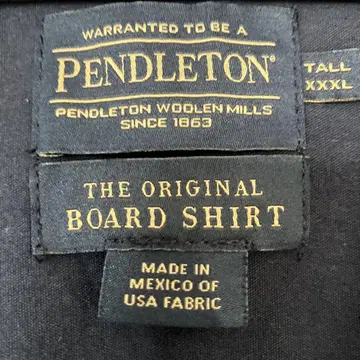 WARRANTED TO BE A
PENDLETON®
PENDLETON WOOLEN MILLS
SINCE 1863
TALL
XXXL
THE ORIGINAL
BOARD SHIRT
MADE IN
MEXICO OF
USA FABRIC